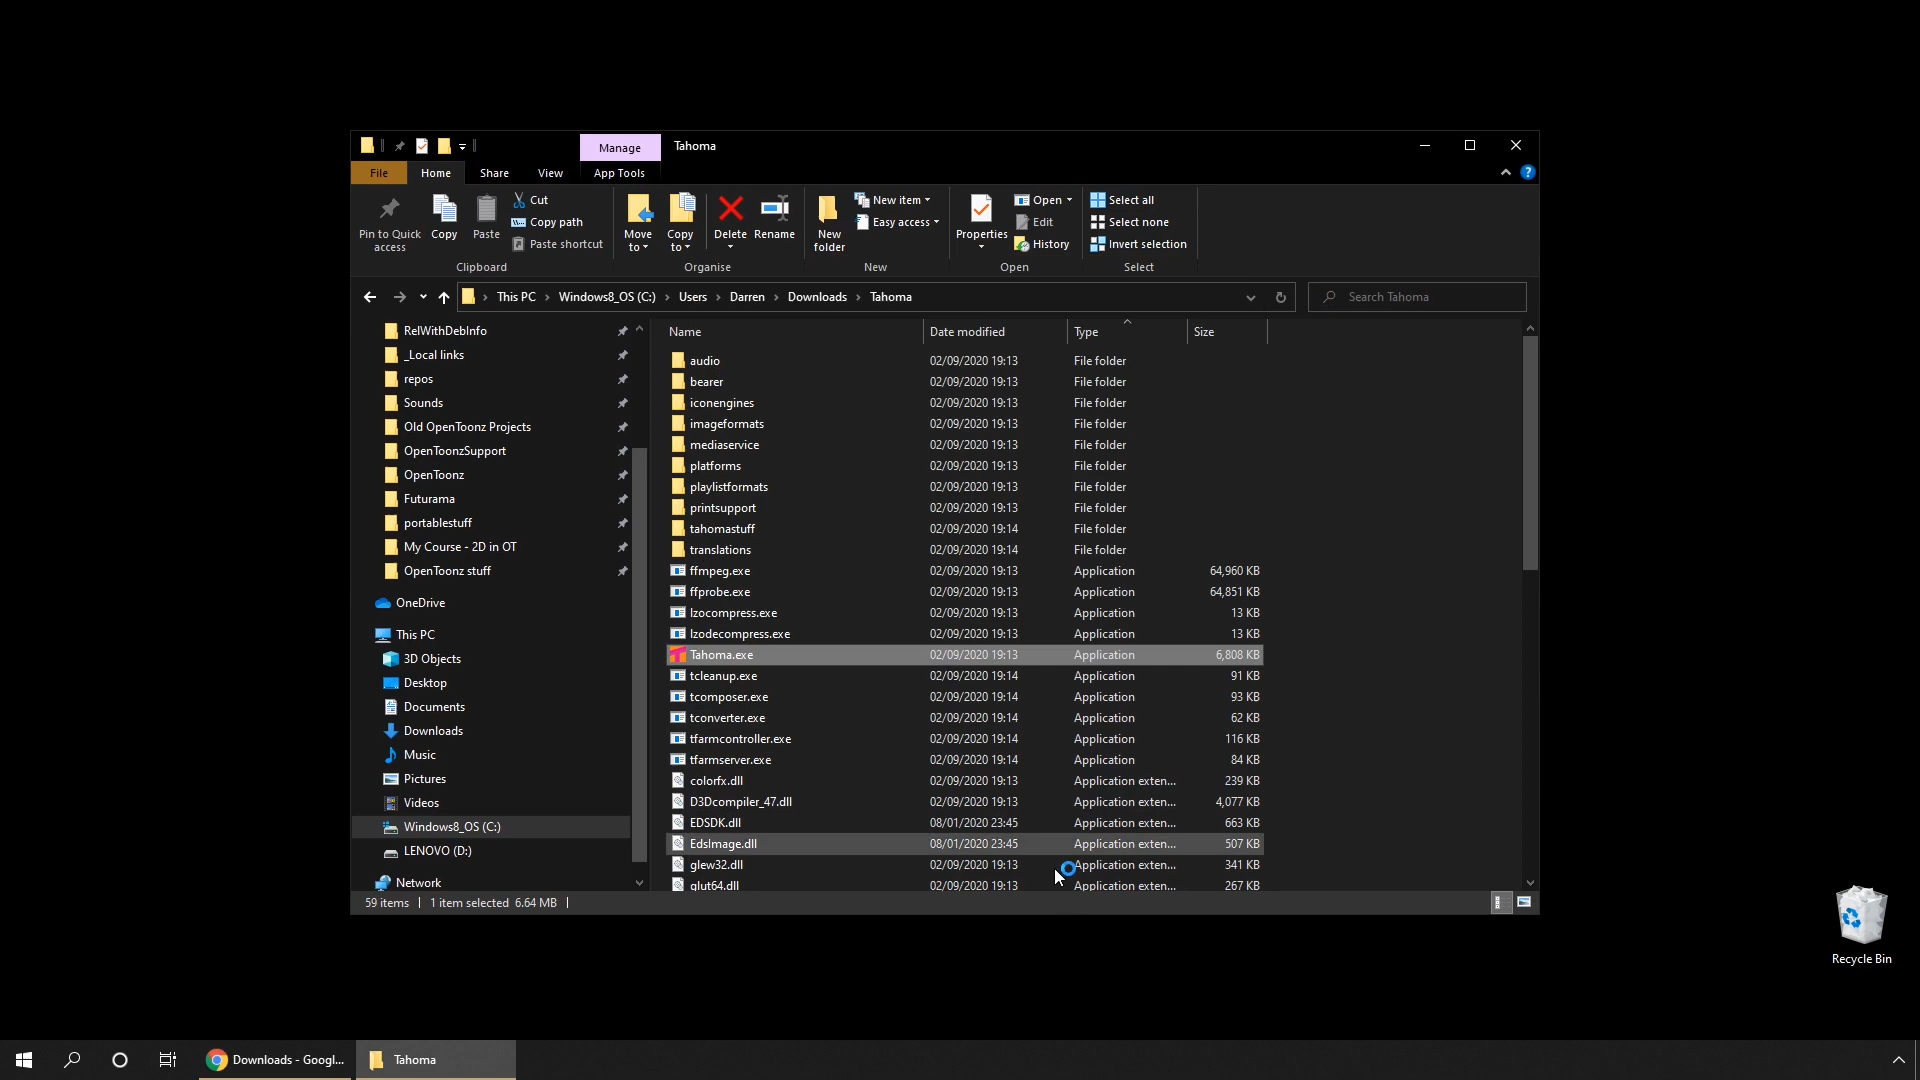 Manage
Tahoma
File
Home
Share
View
App Tools
Pin to Quick access
Copy
Paste
Cut
Copy path
Paste shortcut
Clipboard
Move to
Copy to
Delete
Rename
Organise
New folder
New item
Easy access
New
Properties
Open
Edit
History
Open
Select all
Select none
Invert selection
Select
This PC > Windows8_OS (C:) > Users > Darren > Downloads > Tahoma
Search Tahoma
RelWithDebInfo
_Local links
repos
Sounds
Old OpenToonz Projects
OpenToonzSupport
OpenToonz
Futurama
portablestuff
My Course - 2D in OT
OpenToonz stuff
OneDrive
This PC
3D Objects
Desktop
Documents
Downloads
Music
Pictures
Videos
Windows8_OS (C:)
LENOVO (D:)
Network
Name Date modified Type Size
audio 02/09/2020 19:13 File folder
bearer 02/09/2020 19:13 File folder
iconengines 02/09/2020 19:13 File folder
imageformats 02/09/2020 19:13 File folder
mediaservice 02/09/2020 19:13 File folder
platforms 02/09/2020 19:13 File folder
playlistformats 02/09/2020 19:13 File folder
printsupport 02/09/2020 19:13 File folder
tahomastuff 02/09/2020 19:14 File folder
translations 02/09/2020 19:14 File folder
ffmpeg.exe 02/09/2020 19:13 Application 64,960 KB
ffprobe.exe 02/09/2020 19:13 Application 64,851 KB
lzocompress.exe 02/09/2020 19:13 Application 13 KB
lzodecompress.exe 02/09/2020 19:13 Application 13 KB
Tahoma.exe 02/09/2020 19:13 Application 6,808 KB
tcleanup.exe 02/09/2020 19:14 Application 91 KB
tcomposer.exe 02/09/2020 19:14 Application 93 KB
tconverter.exe 02/09/2020 19:14 Application 62 KB
tfarmcontroller.exe 02/09/2020 19:14 Application 116 KB
tfarmserver.exe 02/09/2020 19:14 Application 84 KB
colorfx.dll 02/09/2020 19:13 Application exten... 239 KB
D3Dcompiler_47.dll 02/09/2020 19:13 Application exten... 4,077 KB
EDSDK.dll 08/01/2020 23:45 Application exten... 663 KB
EdsImage.dll 08/01/2020 23:45 Application exten... 507 KB
glew32.dll 02/09/2020 19:13 Application exten... 341 KB
glut64.dll 02/09/2020 19:13 Application exten... 267 KB
59 items 1 item selected 6.64 MB
Recycle Bin
Downloads - Googl...
Tahoma